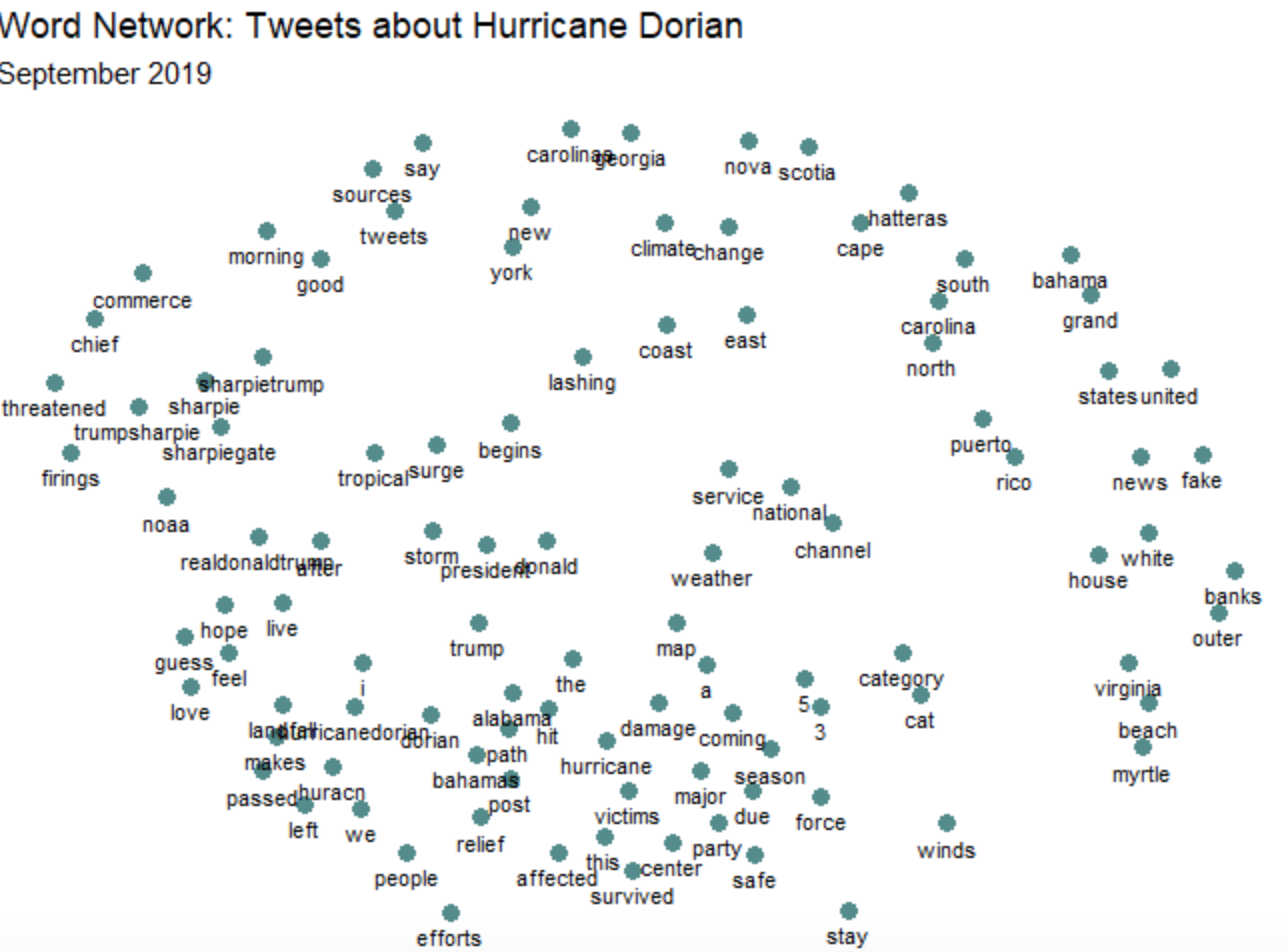 Word Network: Tweets about Hurricane Dorian
September 2019
carolinas
georgia
say
nova
scotia
sources
hatteras
tweets
new
climate
change
cape
morning
good
york
south
bahama
commerce
carolina
grand
chief
coast
east
north
sharpietrump
lashing
states
united
threatened
sharpie
trumpsharpie
sharpiegate
begins
puerto
firings
tropical
surge
rico
news
fake
noaa
service
national
channel
realdonaldtrump
after
storm
president
donald
weather
house
white
banks
hope
live
outer
guess
feel
trump
map
love
i
the
a
category
virginia
landfall
hurricanedorian
dorian
alabama
hit
damage
coming
5
3
cat
beach
makes
path
hurricane
season
myrtle
passed
huracn
bahamas
post
major
left
we
relief
victims
due
force
people
affected
this
center
party
safe
winds
survived
efforts
stay